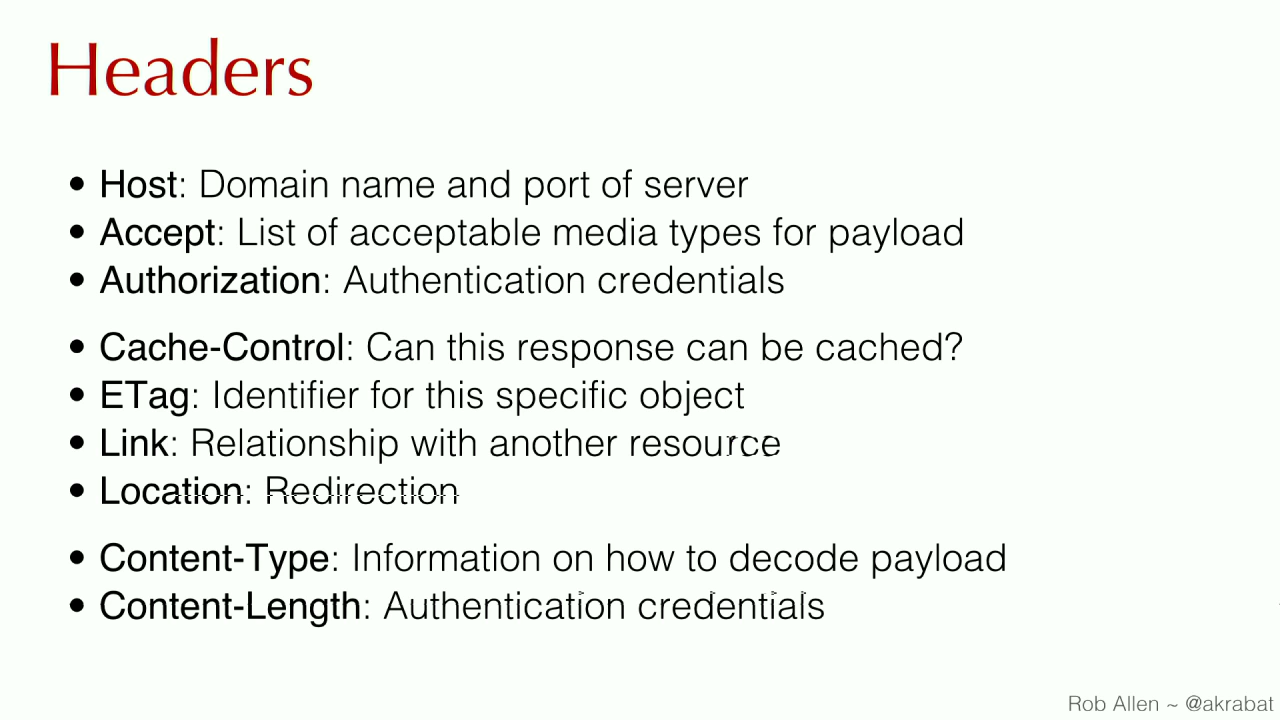 Headers
• Host: Domain name and port of server
• Accept: List of acceptable media types for payload
• Authorization: Authentication credentials
• Cache-Control: Can this response can be cached?
• ETag: Identifier for this specific object
• Link: Relationship with another resource
• Location: Redirection
• Content-Type: Information on how to decode payload
• Content-Length: Authentication credentials
Rob Allen ~ @akrabat